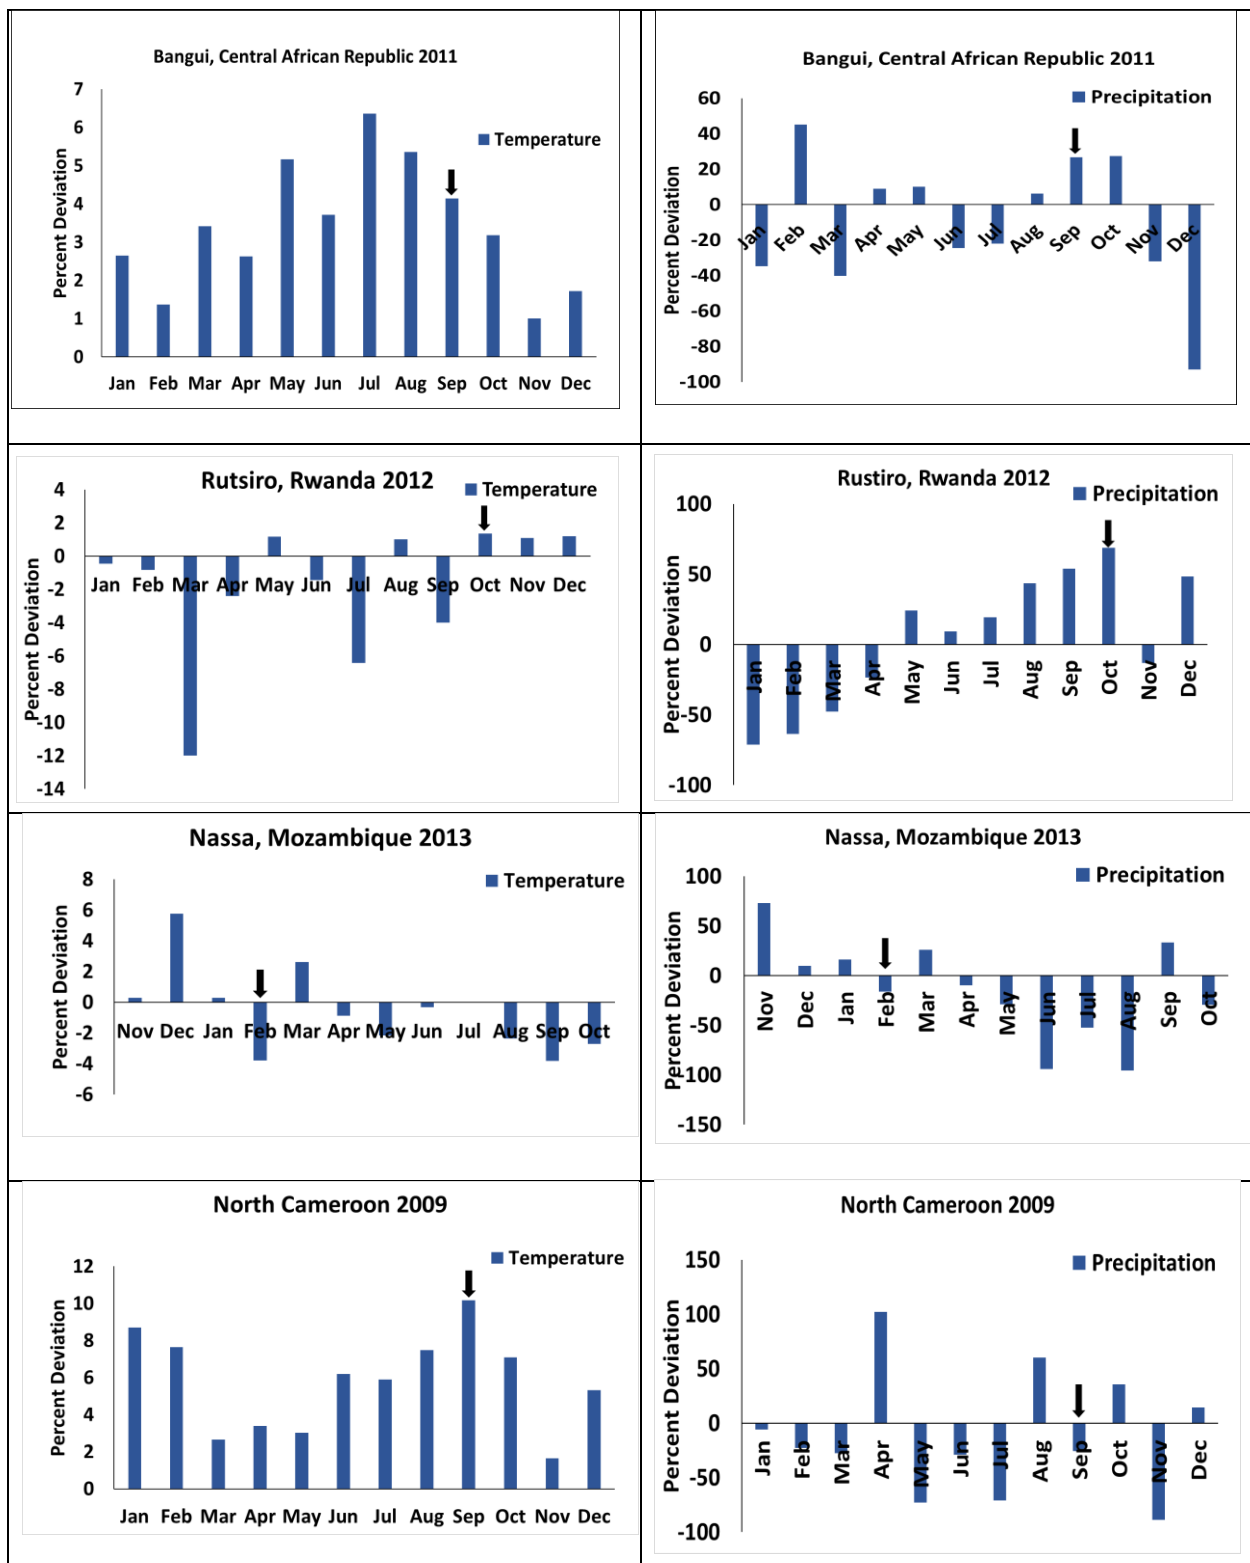 Bangui, Central African Republic 2011
Temperature
Percent Deviation
7
6
5
4
3
2
1
0
Jan Feb Mar Apr May Jun Jul Aug Sep Oct Nov Dec
Bangui, Central African Republic 2011
Precipitation
Percent Deviation
60
40
20
0
-20
-40
-60
-80
-100
Jan Feb Mar Apr May Jun Jul Aug Sep Oct Nov Dec
Rutsiro, Rwanda 2012
Temperature
Percent Deviation
4
2
0
-2
-4
-6
-8
-10
-12
-14
Jan Feb Mar Apr May Jun Jul Aug Sep Oct Nov Dec
Rustiro, Rwanda 2012
Precipitation
Percent Deviation
100
50
0
-50
-100
Jan Feb Mar Apr May Jun Jul Aug Sep Oct Nov Dec
Nassa, Mozambique 2013
Temperature
Percent Deviation
8
6
4
2
0
-2
-4
-6
Nov Dec Jan Feb Mar Apr May Jun Jul Aug Sep Oct
Nassa, Mozambique 2013
Precipitation
Percent Deviation
100
50
0
-50
-100
-150
Nov Dec Jan Feb Mar Apr May Jun Jul Aug Sep Oct
North Cameroon 2009
Temperature
Percent Deviation
12
10
8
6
4
2
0
Jan Feb Mar Apr May Jun Jul Aug Sep Oct Nov Dec
North Cameroon 2009
Precipitation
Percent Deviation
150
100
50
0
-50
-100
Jan Feb Mar Apr May Jun Jul Aug Sep Oct Nov Dec